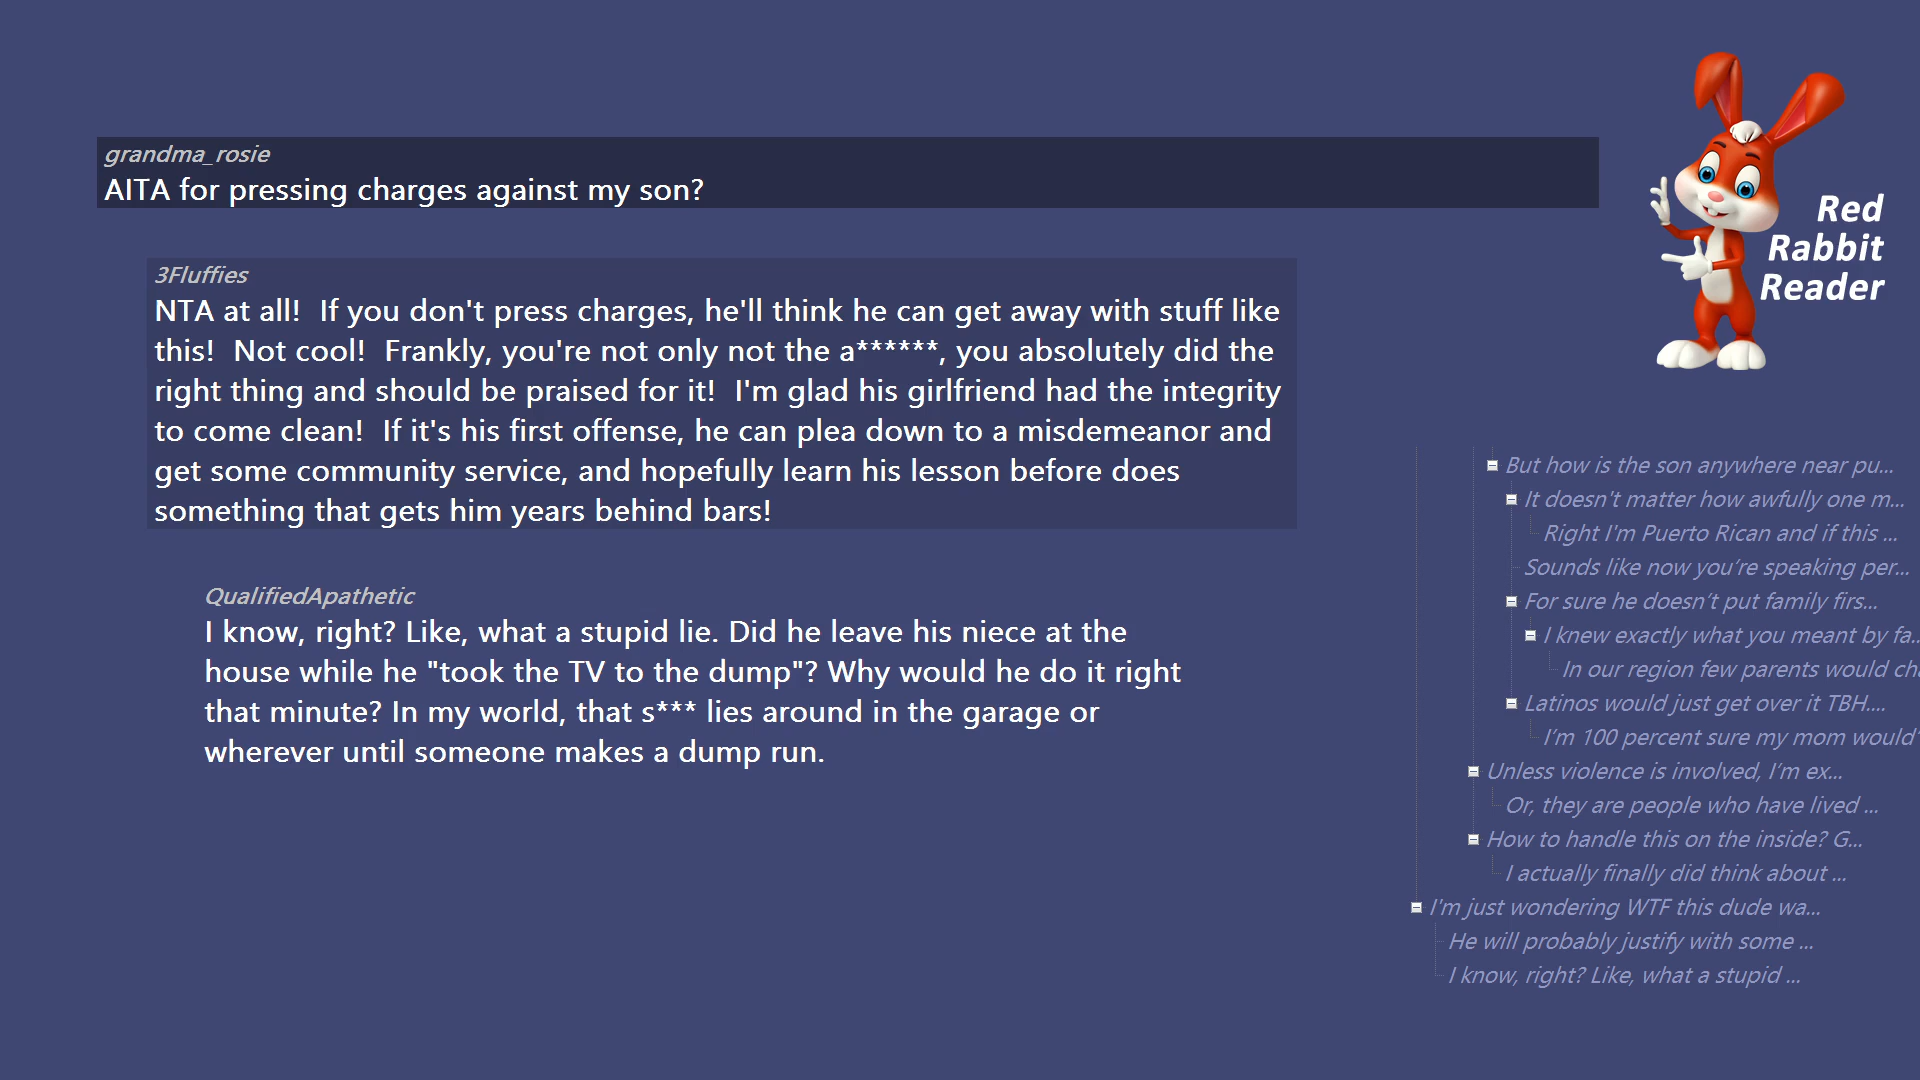 grandma_rosie
AITA for pressing charges against my son?
3Fluffies
NTA at all!  If you don't press charges, he'll think he can get away with stuff like
this!  Not cool!  Frankly, you're not only not the a******, you absolutely did the
right thing and should be praised for it!  I'm glad his girlfriend had the integrity
to come clean!  If it's his first offense, he can plea down to a misdemeanor and
get some community service, and hopefully learn his lesson before does
something that gets him years behind bars!
QualifiedApathetic
I know, right? Like, what a stupid lie. Did he leave his niece at the
house while he "took the TV to the dump"? Why would he do it right
that minute? In my world, that s*** lies around in the garage or
wherever until someone makes a dump run.
Red
Rabbit
Reader
But how is the son anywhere near pu...
It doesn't matter how awfully one m...
Right I'm Puerto Rican and if this ...
Sounds like now you’re speaking per...
For sure he doesn’t put family firs...
I knew exactly what you meant by fa...
In our region few parents would cha
Latinos would just get over it TBH....
I’m 100 percent sure my mom would’
Unless violence is involved, I’m ex...
Or, they are people who have lived ...
How to handle this on the inside? G...
I actually finally did think about ...
I'm just wondering WTF this dude wa...
He will probably justify with some ...
I know, right? Like, what a stupid ...